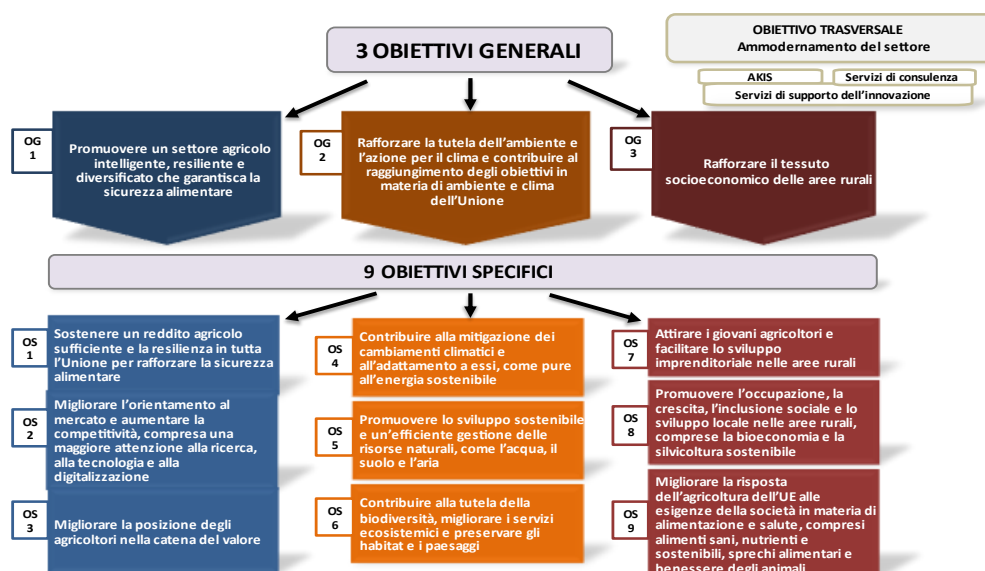 3 OBIETTIVI GENERALI
OBIETTIVO TRASVERSALE
Ammodernamento del settore
AKIS
Servizi di consulenza
Servizi di supporto dell'innovazione
OG
1
Promuovere un settore agricolo
intelligente, resiliente e
diversificato che garantisca la
sicurezza alimentare
OG
2
Rafforzare la tutela dell'ambiente e
l'azione per il clima e contribuire al
raggiungimento degli obiettivi in
materia di ambiente e clima
dell'Unione
OG
3
Rafforzare il tessuto
socioeconomico delle aree rurali
9 OBIETTIVI SPECIFICI
OS
1
Sostenere un reddito agricolo
sufficiente e la resilienza in tutta
l'Unione per rafforzare la sicurezza
alimentare
OS
2
Migliorare l'orientamento al
mercato e aumentare la
competitività, compresa una
maggiore attenzione alla ricerca,
alla tecnologia e alla
digitalizzazione
OS
3
Migliorare la posizione degli
agricoltori nella catena del valore
OS
4
Contribuire alla mitigazione dei
cambiamenti climatici e
all'adattamento a essi, come pure
all'energia sostenibile
OS
5
Promuovere lo sviluppo sostenibile
e un'efficiente gestione delle
risorse naturali, come l'acqua, il
suolo e l'aria
OS
6
Contribuire alla tutela della
biodiversità, migliorare i servizi
ecosistemici e preservare gli
habitat e i paesaggi
OS
7
Attirare i giovani agricoltori e
facilitare lo sviluppo
imprenditoriale nelle aree rurali
OS
8
Promuovere l'occupazione, la
crescita, l'inclusione sociale e lo
sviluppo locale nelle aree rurali,
comprese la bioeconomia e la
silvicoltura sostenibile
OS
9
Migliorare la risposta
dell'agricoltura dell'UE alle
esigenze della società in materia di
alimentazione e salute, compresi
alimenti sani, nutrienti e
sostenibili, sprechi alimentari e
benessere degli animali